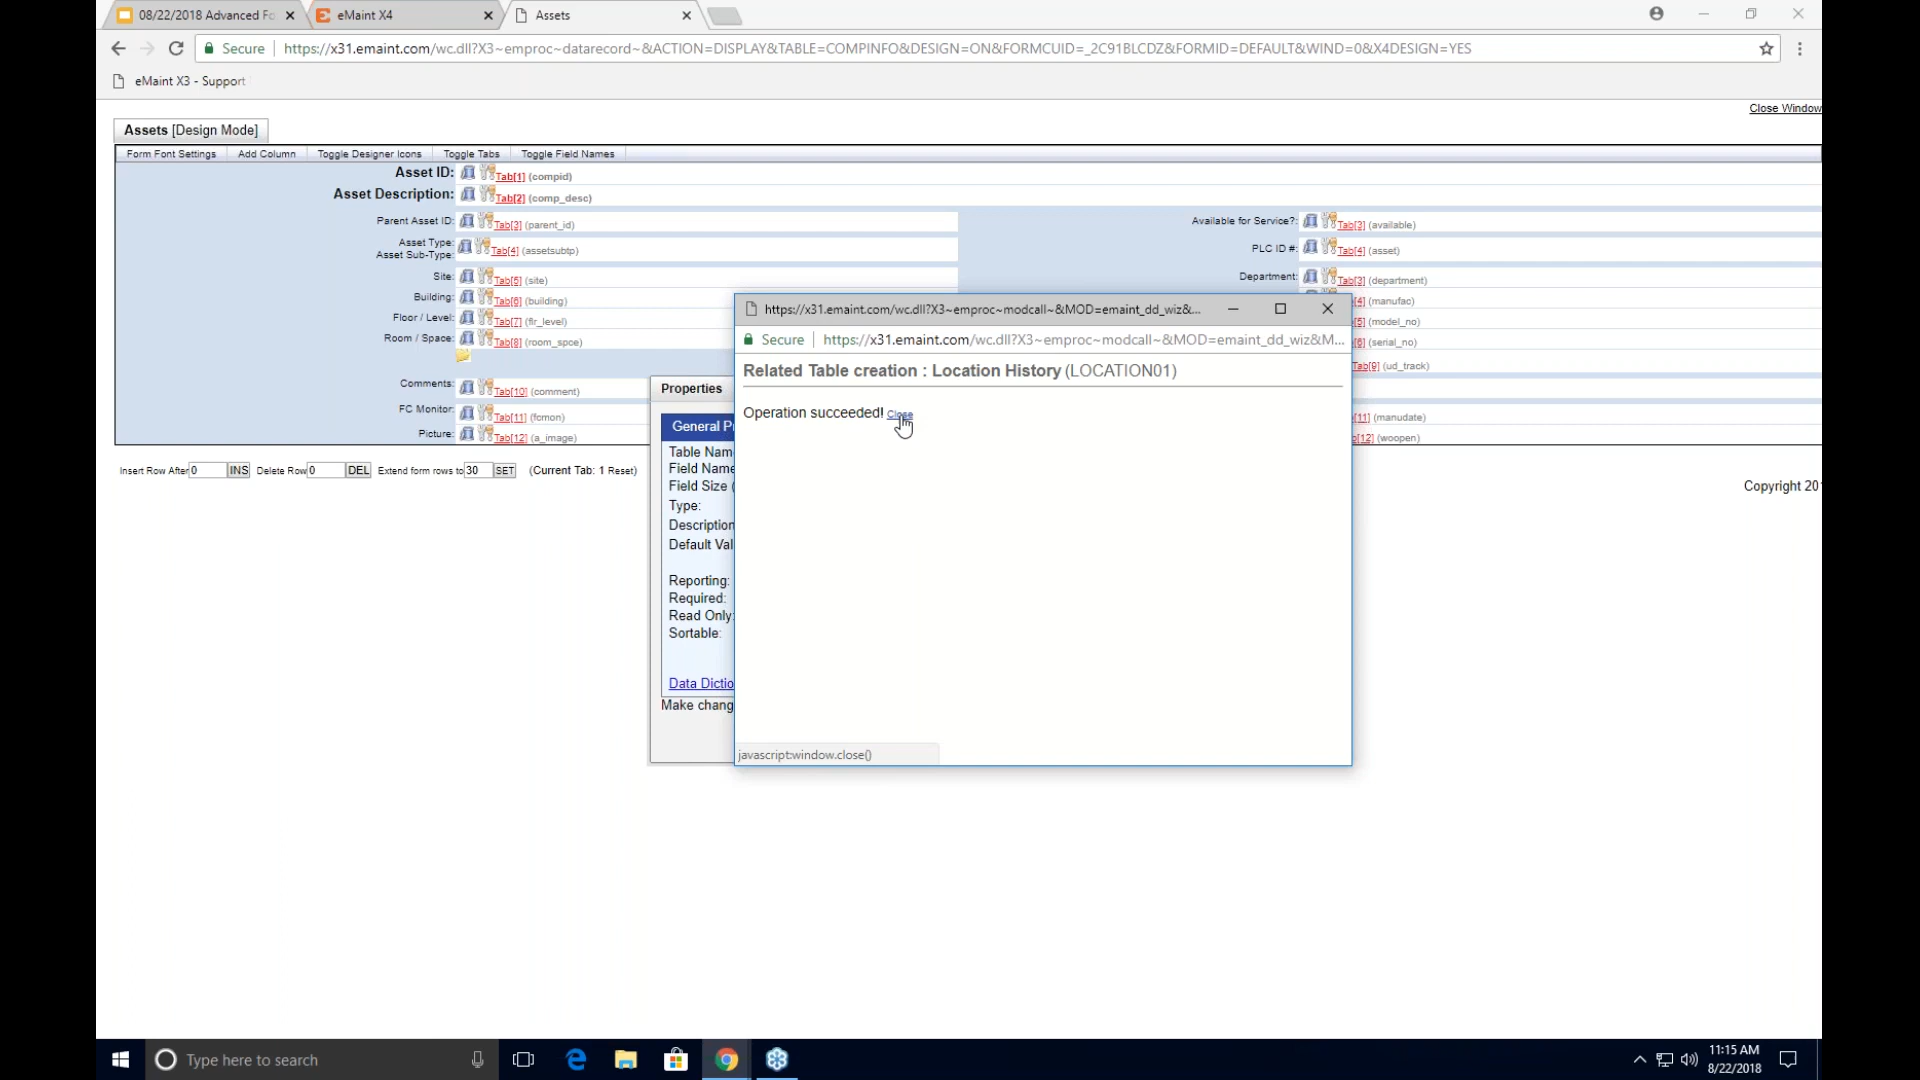 08/22/2018 Advanced Fo
eMaint X4
Assets
Secure
https://x31.emaint.com/wc.dll?X3~emproc~datarecord~&ACTION=DISPLAY&TABLE=COMPINFO&DESIGN=ON&FORMCUID=_2C91BLCDZ&FORMID=DEFAULT&WIND=0&X4DESIGN=YES
eMaint X3 - Support
Close Window
Assets [Design Mode]
Form Font Settings Add Column Toggle Designer Icons Toggle Tabs Toggle Field Names
Asset ID: Tab[1] (compid)
Asset Description: Tab[2] (comp_desc)
Parent Asset ID: Tab[3] (parent_id) Available for Service?: Tab[3] (available)
Asset Type:
Asset Sub-Type: Tab[4] (assetsubtp) PLC ID #: Tab[4] (asset)
Site: Tab[5] (site) Department: Tab[3] (department)
Building: Tab[6] (building) [4] (manufac)
Floor / Level: Tab[7] (flr_level) [5] (model_no)
Room / Space: Tab[8] (room_spce) [6] (serial_no)
Tab[9] (ud_track)
Comments: Tab[10] (comment)
FC Monitor: Tab[11] (fcmon) [11] (manudate)
Picture: Tab[12] (a_image) [12] (woopen)
Insert Row After 0 INS Delete Row 0 DEL Extend form rows to 30 SET (Current Tab: 1 Reset)
Copyright 20
https://x31.emaint.com/wc.dll?X3~emproc~modcall~&MOD=emaint_dd_wiz&...
Secure https://x31.emaint.com/wc.dll?X3~emproc~modcall~&MOD=emaint_dd_wiz&M...
Related Table creation : Location History (LOCATION01)
Operation succeeded! Close
javascript:window.close()
Properties
General P
Table Nam
Field Name
Field Size (
Type:
Description
Default Val
Reporting:
Required:
Read Only:
Sortable:
Data Dictio
Make chang
Type here to search
11:15 AM
8/22/2018